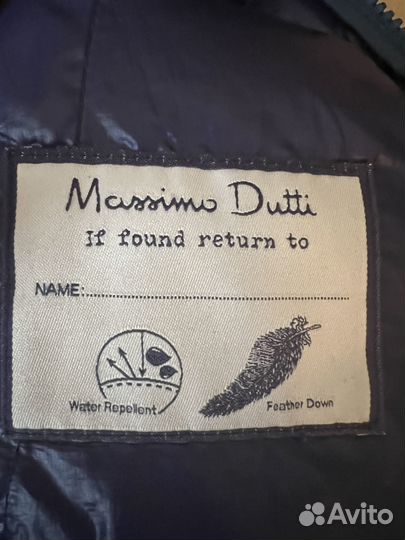 Massimo Dutti
If found return to
NAME:
Water Repellent
Feather Down
Avito